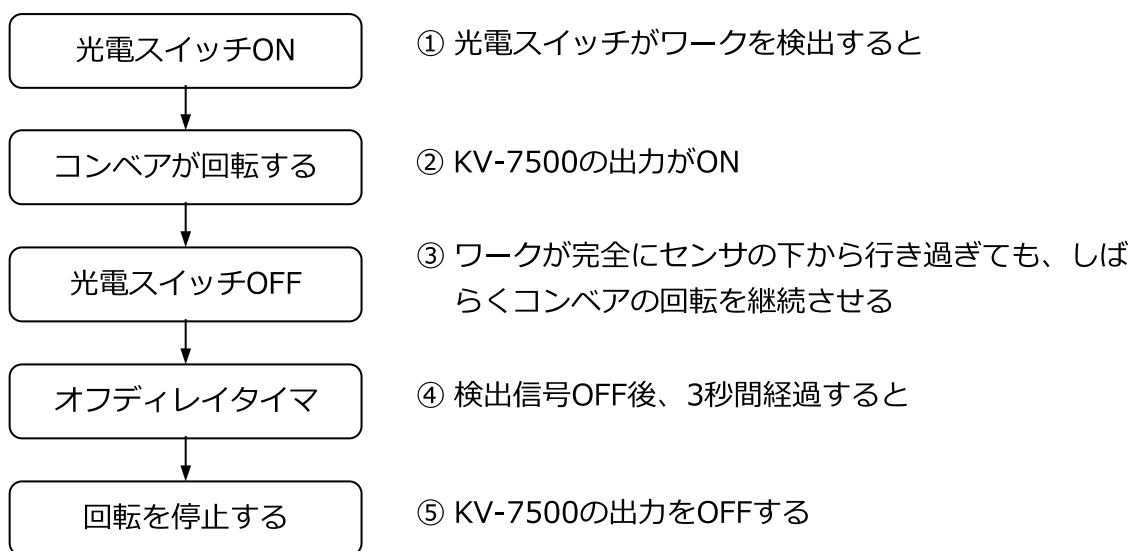 光電スイッチON
① 光電スイッチがワークを検出すると
コンベアが回転する
② KV-7500の出力がON
光電スイッチOFF
③ ワークが完全にセンサの下から行き過ぎても、しば
らくコンベアの回転を継続させる
オフディレイタイマ
④ 検出信号OFF後、3秒間経過すると
回転を停止する
⑤ KV-7500の出力をOFFする